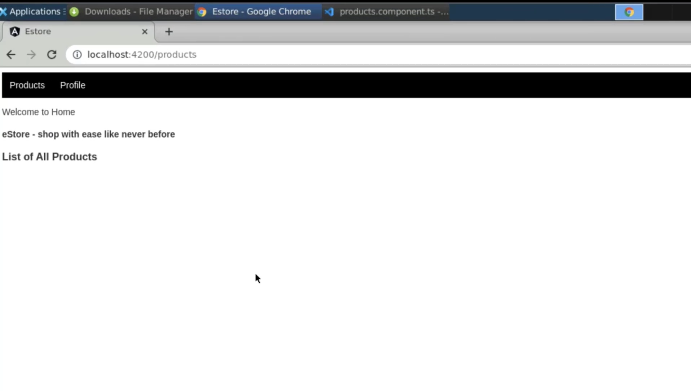 Applications Downloads - File Manager Estore - Google Chrome products.component.ts -...
Estore
localhost:4200/products
Products Profile
Welcome to Home
eStore - shop with ease like never before
List of All Products